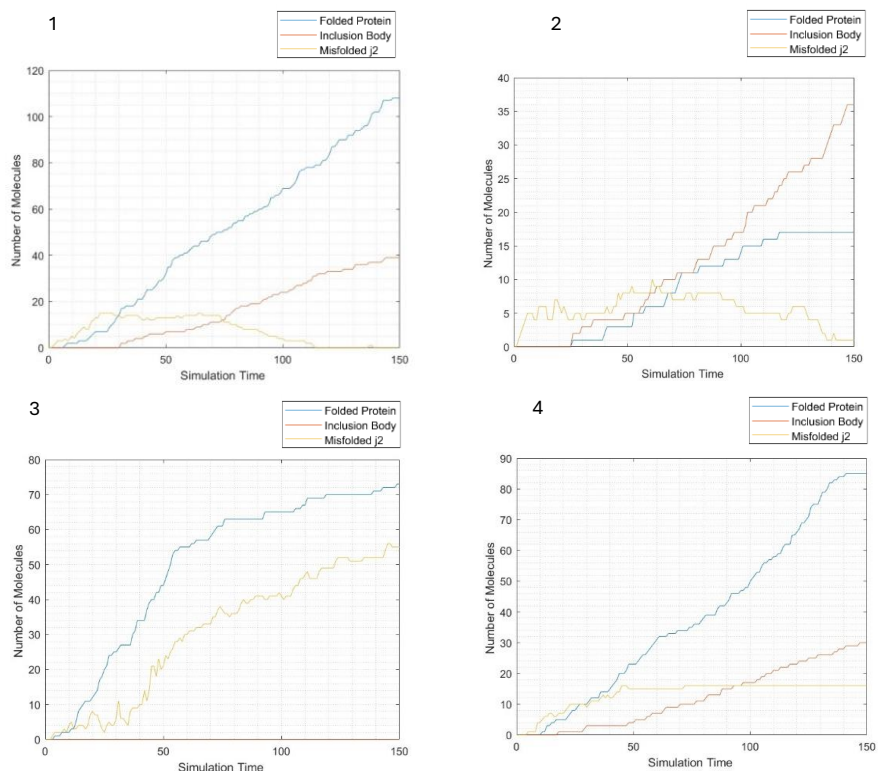 1
Folded Protein
Inclusion Body
Misfolded j2
120
100
80
60
40
20
0
Number of Molecules
0 50 100 150
Simulation Time
2
Folded Protein
Inclusion Body
Misfolded j2
40
35
30
25
20
15
10
5
0
Number of Molecules
0 50 100 150
Simulation Time
3
Folded Protein
Inclusion Body
Misfolded j2
80
70
60
50
40
30
20
10
0
Number of Molecules
0 50 100 150
Simulation Time
4
Folded Protein
Inclusion Body
Misfolded j2
90
80
70
60
50
40
30
20
10
0
Number of Molecules
0 50 100 150
Simulation Time